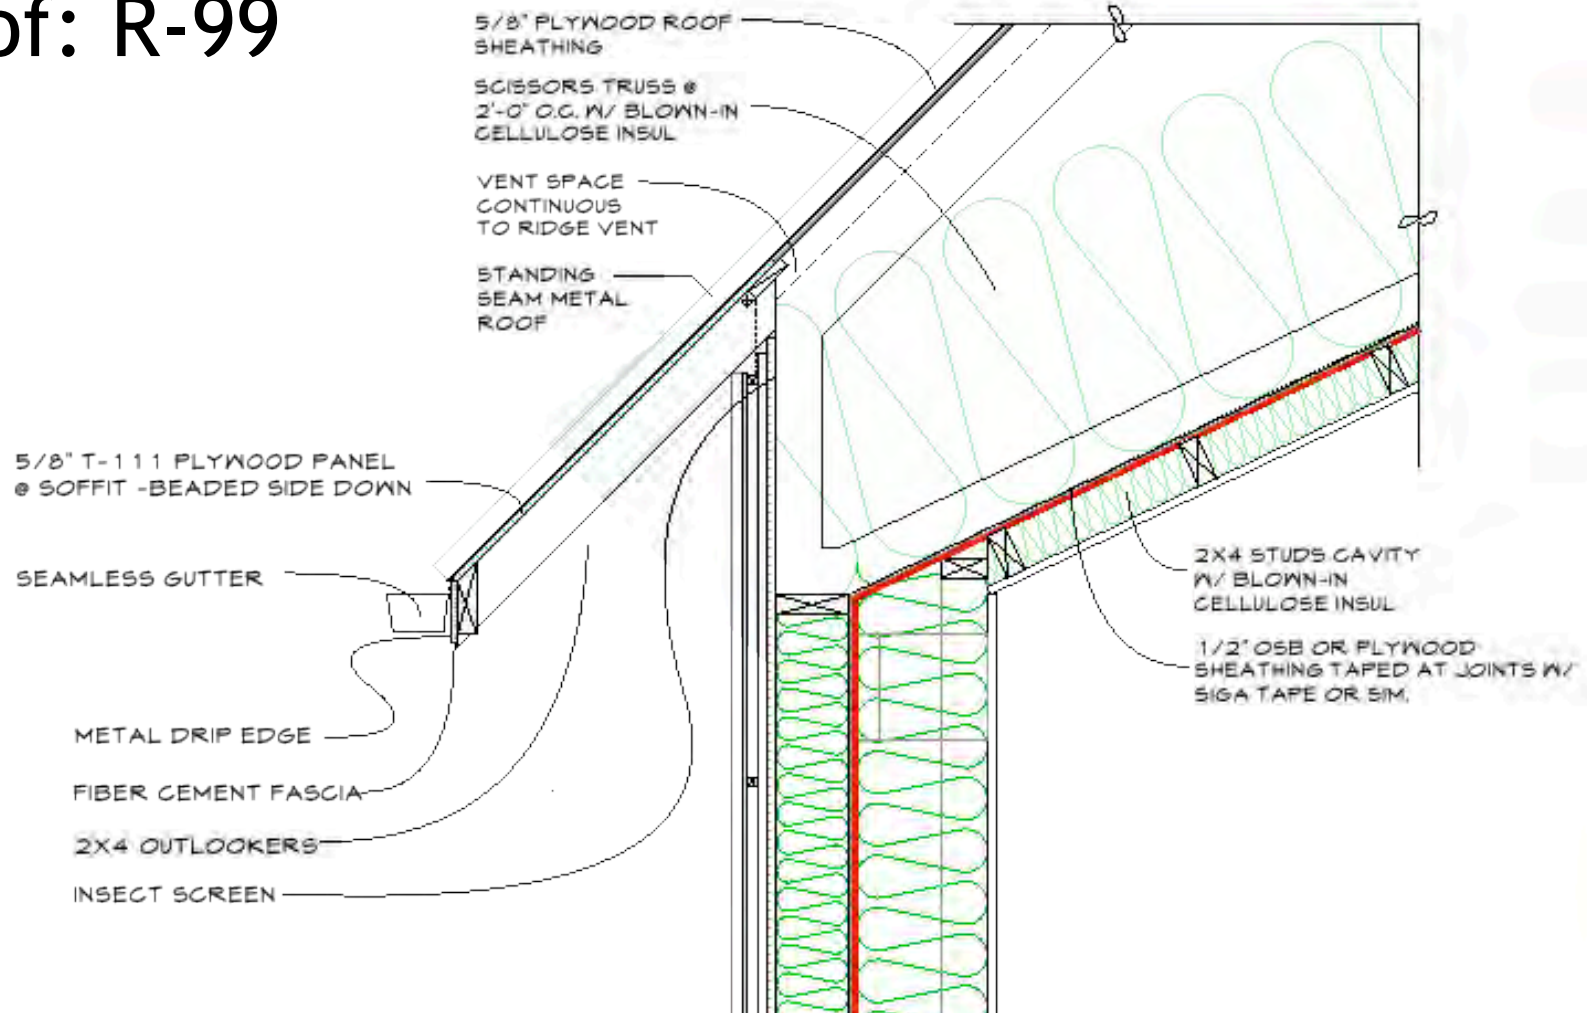 of: R-99
5/8" PLYWOOD ROOF
SHEATHING
SCISSORS TRUSS @
2'-0" O.C. W/ BLOWN-IN
CELLULOSE INSUL
VENT SPACE
CONTINUOUS
TO RIDGE VENT
STANDING
SEAM METAL
ROOF
5/8" T-111 PLYWOOD PANEL
@ SOFFIT -BEADED SIDE DOWN
SEAMLESS GUTTER
METAL DRIP EDGE
FIBER CEMENT FASCIA
2X4 OUTLOOKERS
INSECT SCREEN
2X4 STUDS CAVITY
W/ BLOWN-IN
CELLULOSE INSUL
1/2" OSB OR PLYWOOD
SHEATHING TAPED AT JOINTS W/
SIGA TAPE OR SIM.